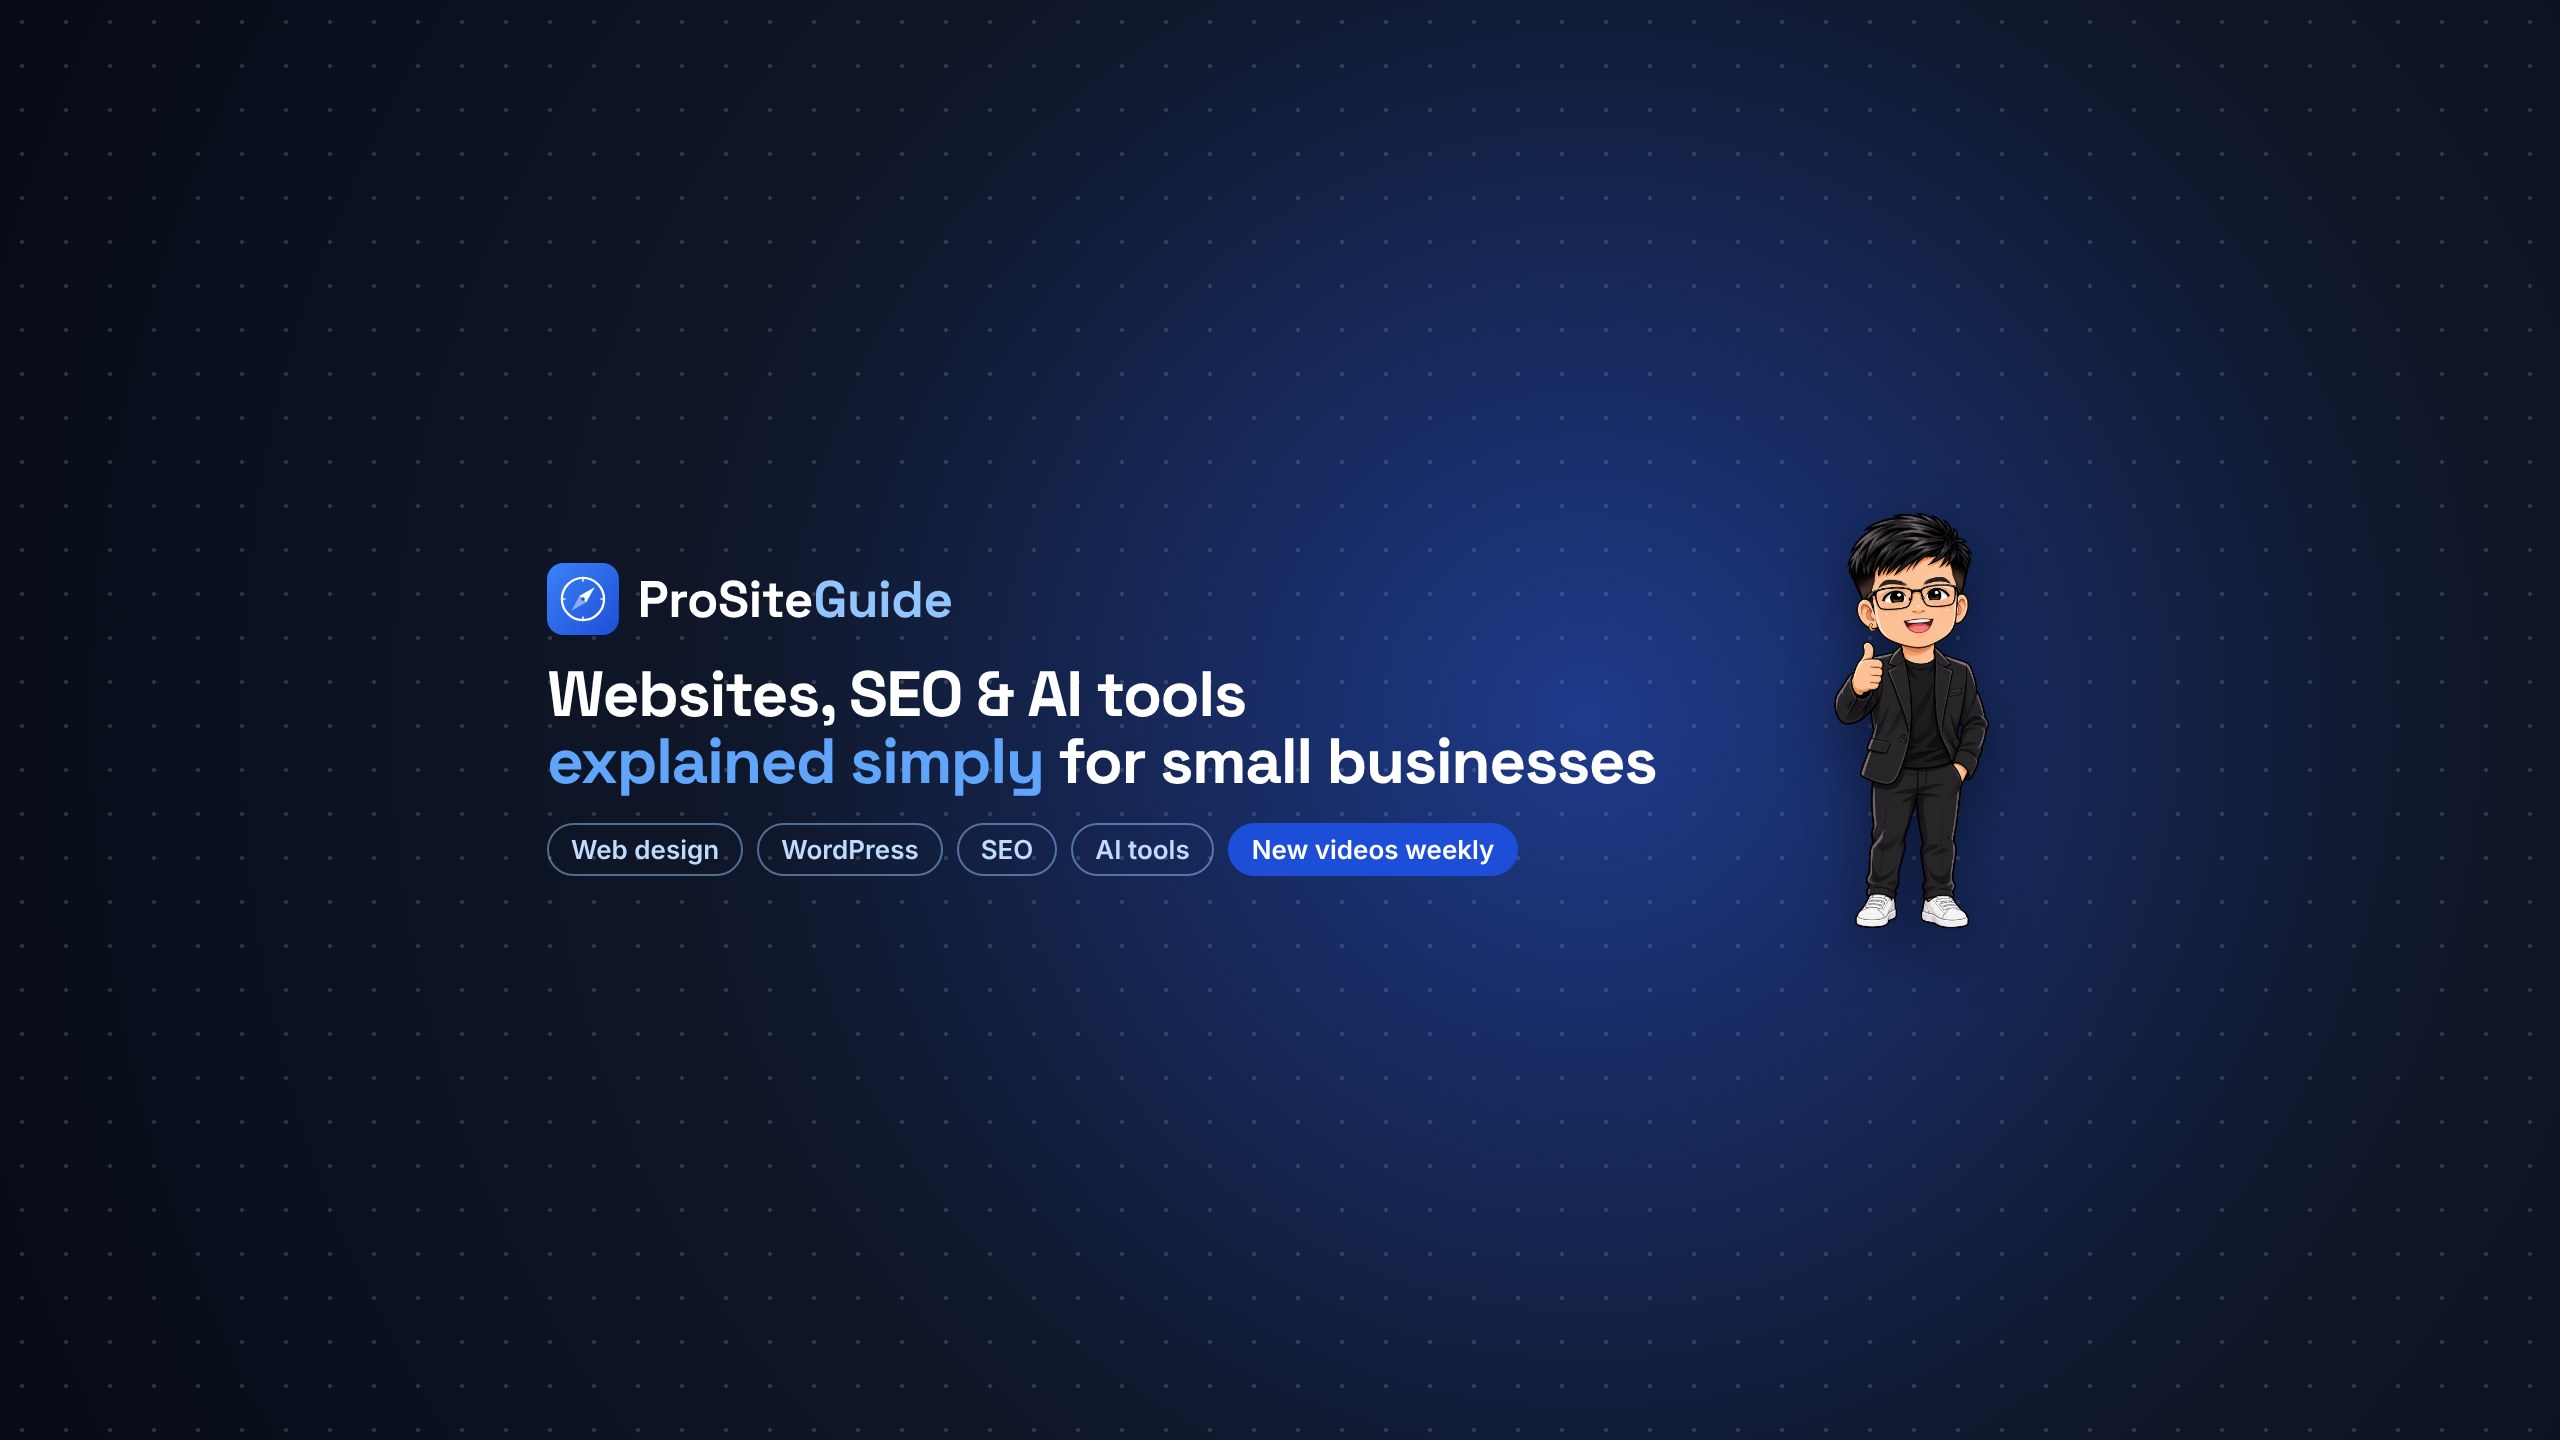 ProSiteGuide
Websites, SEO & AI tools
explained simply for small businesses
Web design WordPress SEO AI tools New videos weekly